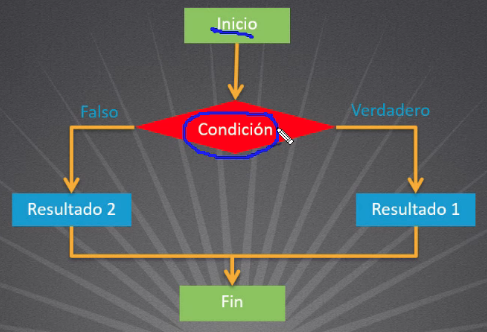 Inicio
Falso
Verdadero
Condición
Resultado 2
Resultado 1
Fin